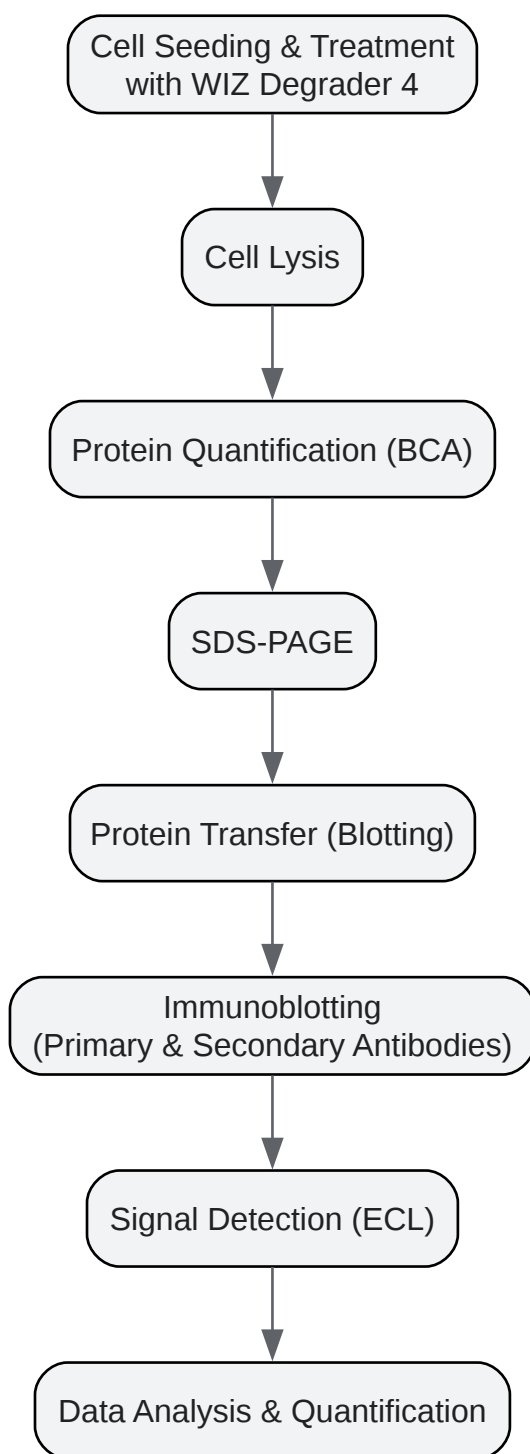 Cell Seeding & Treatment
with WIZ Degrader 4
Cell Lysis
Protein Quantification (BCA)
SDS-PAGE
Protein Transfer (Blotting)
Immunoblotting
(Primary & Secondary Antibodies)
Signal Detection (ECL)
Data Analysis & Quantification